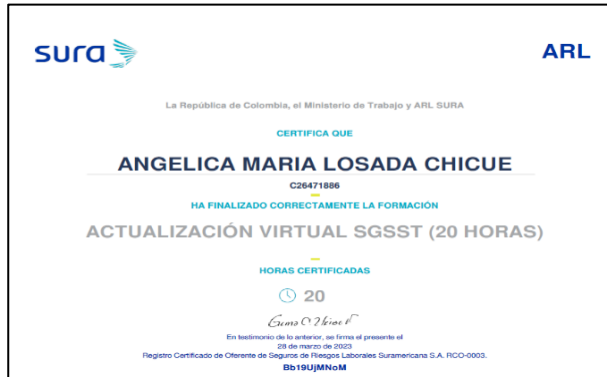 sura
ARL
La República de Colombia, el Ministerio de Trabajo y ARL SURA
CERTIFICA QUE
ANGELICA MARIA LOSADA CHICUE
C26471886
HA FINALIZADO CORRECTAMENTE LA FORMACIÓN
ACTUALIZACIÓN VIRTUAL SGSST (20 HORAS)
HORAS CERTIFICADAS
20
En testimonio de lo anterior, se firma el presente el
28 de marzo de 2023
Registro Certificado de Oferente de Seguros de Riesgos Laborales Suramericana S.A. RCO-0003.
Bb19UjMNoM